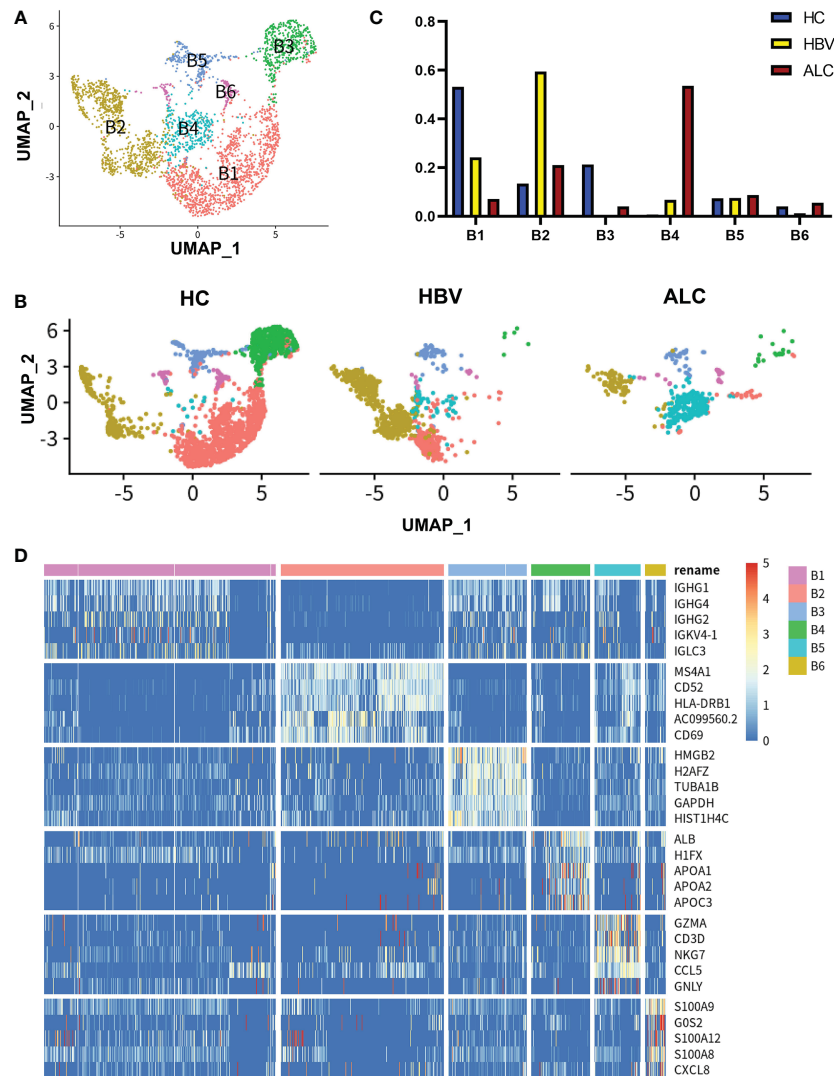 A
6
3
0
-3
UMAP_2
-5
0
5
UMAP_1
B1
B2
B3
B4
B5
B6
C
0.8
0.6
0.4
0.2
0.0
B1
B2
B3
B4
B5
B6
HC
HBV
ALC
B
HC
HBV
ALC
UMAP_2
6
3
0
-3
-5
0
5
-5
0
5
-5
0
5
UMAP_1
D
rename
IGHG1
IGHG4
IGHG2
IGKV4-1
IGLC3
MS4A1
CD52
HLA-DRB1
AC099560.2
CD69
HMGB2
H2AFZ
TUBA1B
GAPDH
HIST1H4C
ALB
H1FX
APOA1
APOA2
APOC3
GZMA
CD3D
NKG7
CCL5
GNLY
S100A9
G0S2
S100A12
S100A8
CXCL8
5
4
3
2
1
0
B1
B2
B3
B4
B5
B6